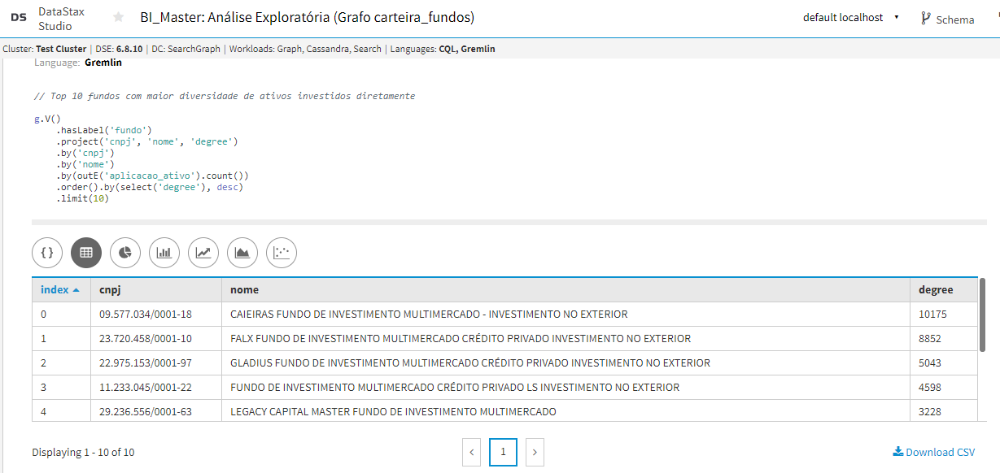 DS DataStax Studio BI_Master: Análise Exploratória (Grafo carteira_fundos) default localhost Schema
Cluster: Test Cluster | DSE: 6.8.10 | DC: SearchGraph | Workloads: Graph, Cassandra, Search | Languages: CQL, Gremlin
Language: Gremlin
// Top 10 fundos com maior diversidade de ativos investidos diretamente
g.V()
.hasLabel('fundo')
.project('cnpj', 'nome', 'degree')
.by('cnpj')
.by('nome')
.by(outE('aplicacao_ativo').count())
.order().by(select('degree'), desc)
.limit(10)
{}
index cnpj nome degree
0 09.577.034/0001-18 CAIEIRAS FUNDO DE INVESTIMENTO MULTIMERCADO - INVESTIMENTO NO EXTERIOR 10175
1 23.720.458/0001-10 FALX FUNDO DE INVESTIMENTO MULTIMERCADO CRÉDITO PRIVADO INVESTIMENTO NO EXTERIOR 8852
2 22.975.153/0001-97 GLADIUS FUNDO DE INVESTIMENTO MULTIMERCADO CRÉDITO PRIVADO INVESTIMENTO NO EXTERIOR 5043
3 11.233.045/0001-22 FUNDO DE INVESTIMENTO MULTIMERCADO CRÉDITO PRIVADO LS INVESTIMENTO NO EXTERIOR 4598
4 29.236.556/0001-63 LEGACY CAPITAL MASTER FUNDO DE INVESTIMENTO MULTIMERCADO 3228
Displaying 1 - 10 of 10 < 1 > Download CSV